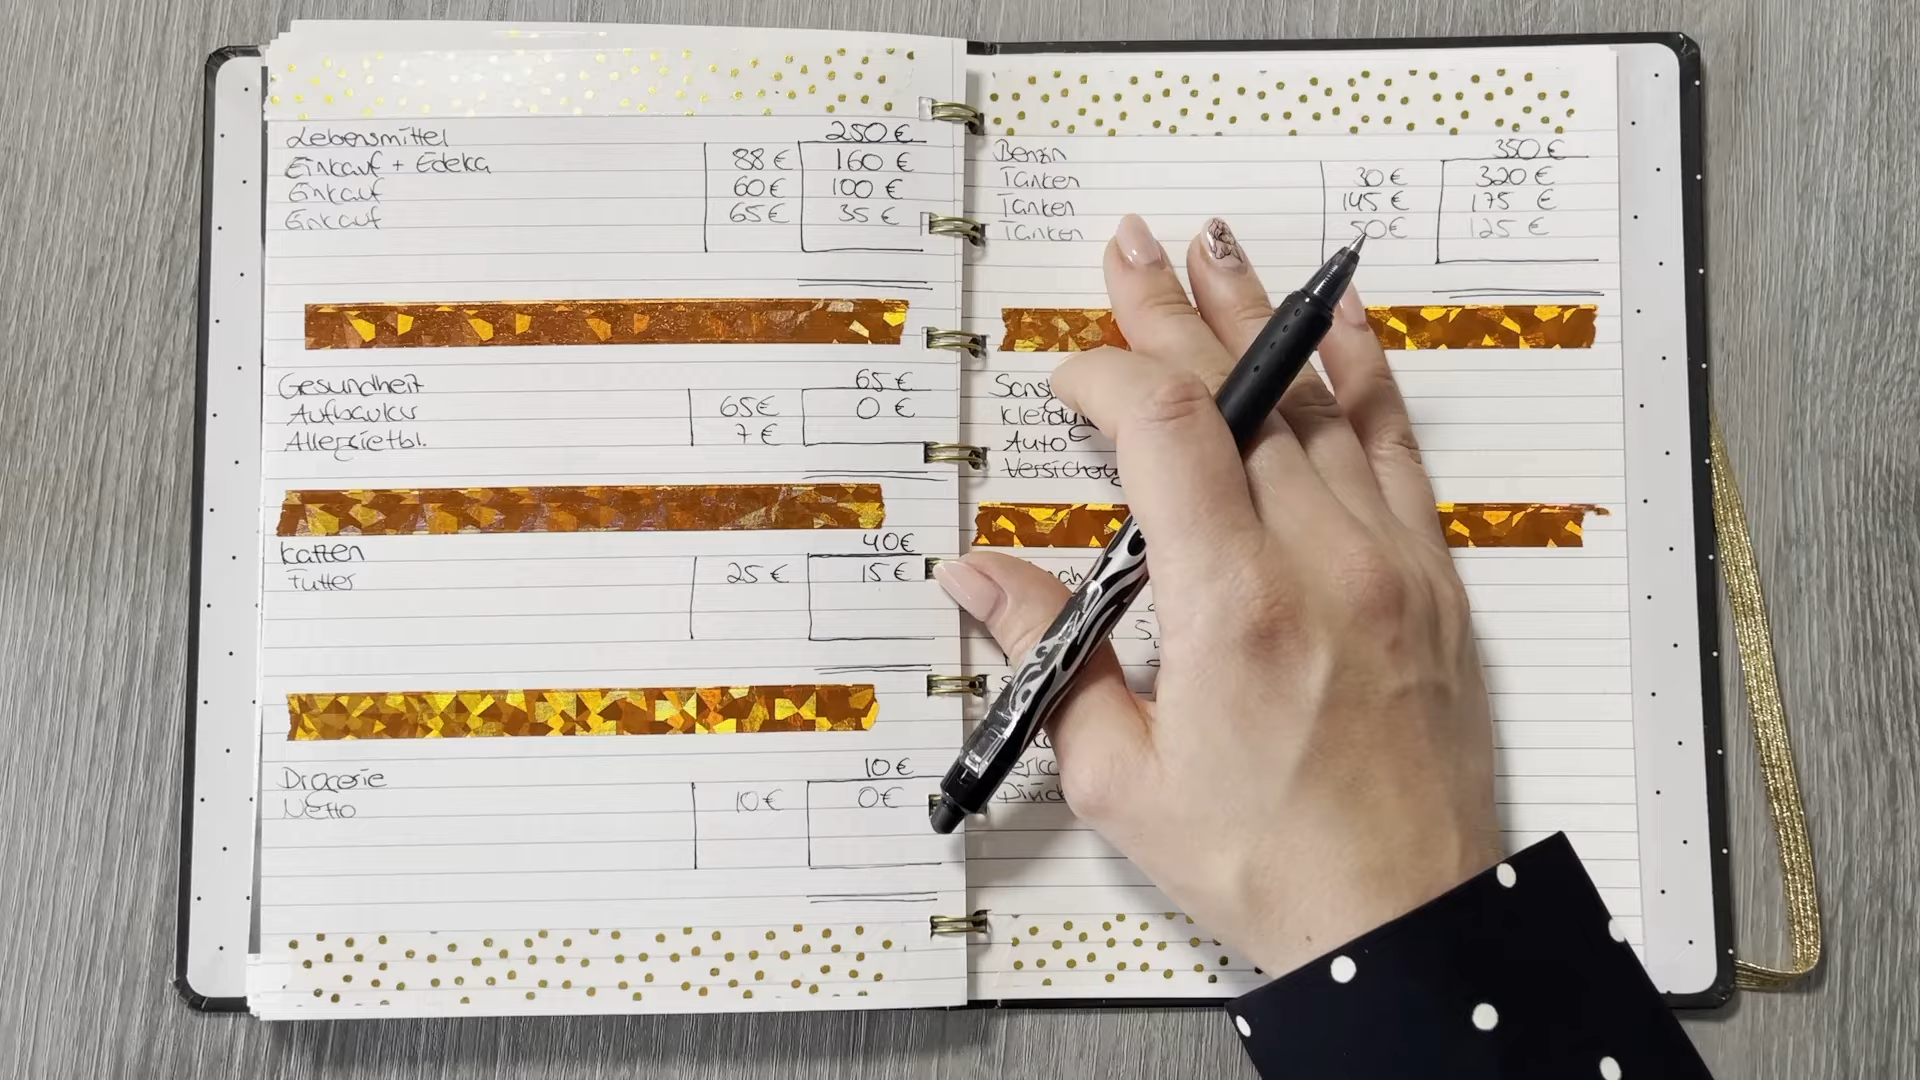 Lebensmittel 250 €
Einkauf + Edeka 88 € 160 €
Einkauf 60 € 100 €
Einkauf 65 € 35 €
Gesundheit 65 €
Aufbaukur 65 € 0 €
Allergietbl. 7 €
Katzen 40 €
Futter 25 € 15 €
Drogerie 10 €
Netto 10 € 0 €
Benzin 350 €
Tanken 30 € 320 €
Tanken 145 € 175 €
Tanken 50 € 125 €
Auto